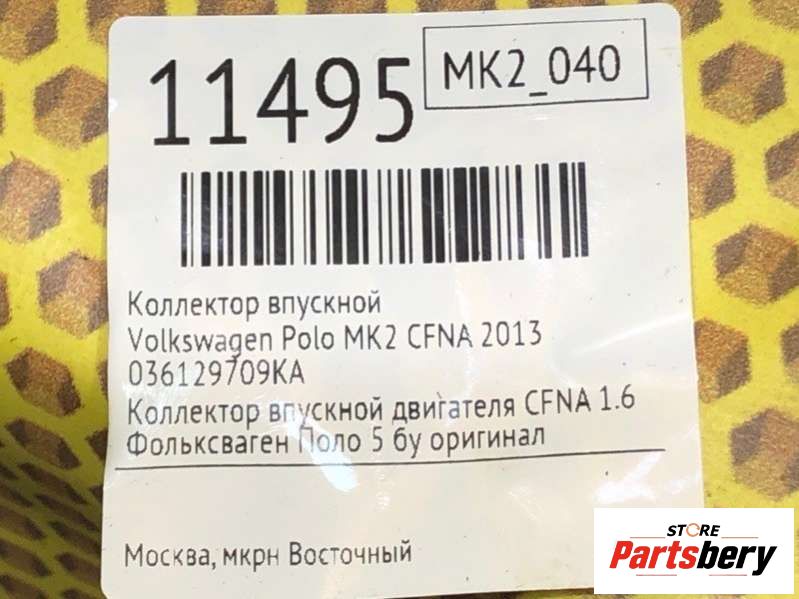 11495
MK2_040
Коллектор впускной
Volkswagen Polo MK2 CFNA 2013
036129709KA
Коллектор впускной двигателя CFNA 1.6
Фольксваген Поло 5 бу оригинал
Москва, мкрн Восточный
STORE
Partsbery